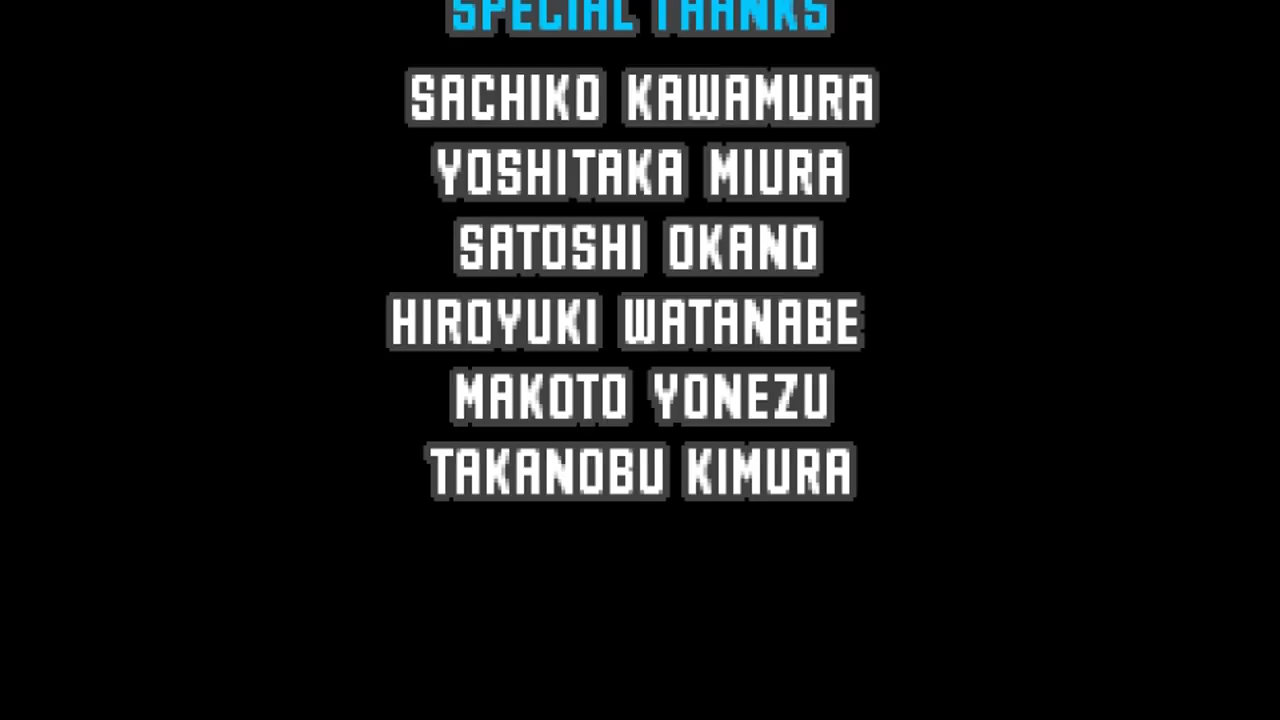 SPECIAL THANKS
SACHIKO KAWAMURA
YOSHITAKA MIURA
SATOSHI OKANO
HIROYUKI WATANABE
MAKOTO YONEZU
TAKANOBU KIMURA